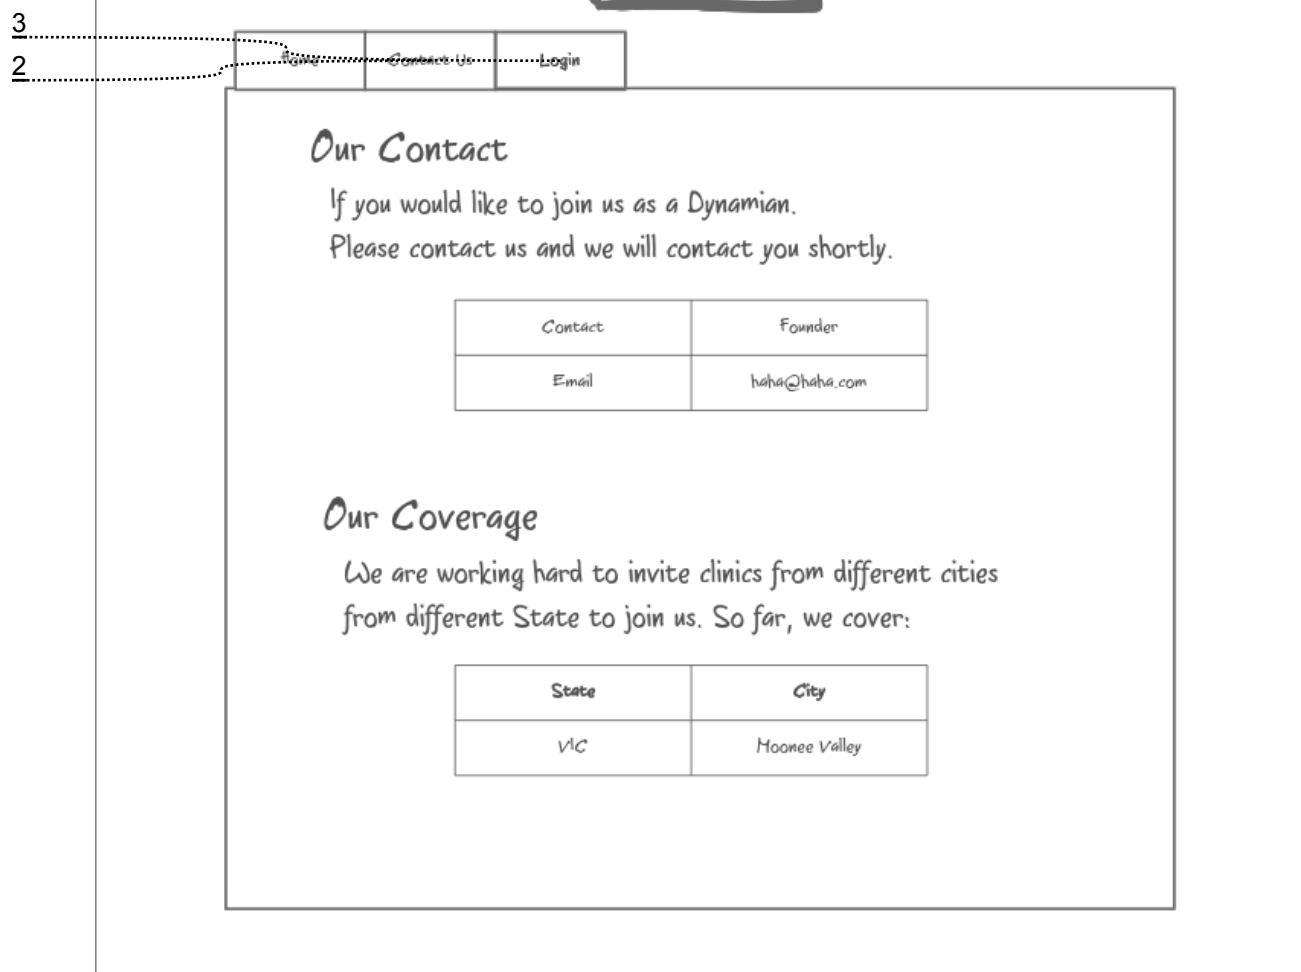 3
2
Home
Contact Us
Login
Our Contact
If you would like to join us as a Dynamian.
Please contact us and we will contact you shortly.
Contact Founder
Email haha@haha.com
Our Coverage
We are working hard to invite clinics from different cities
from different State to join us. So far, we cover:
State City
VIC Moonee Valley